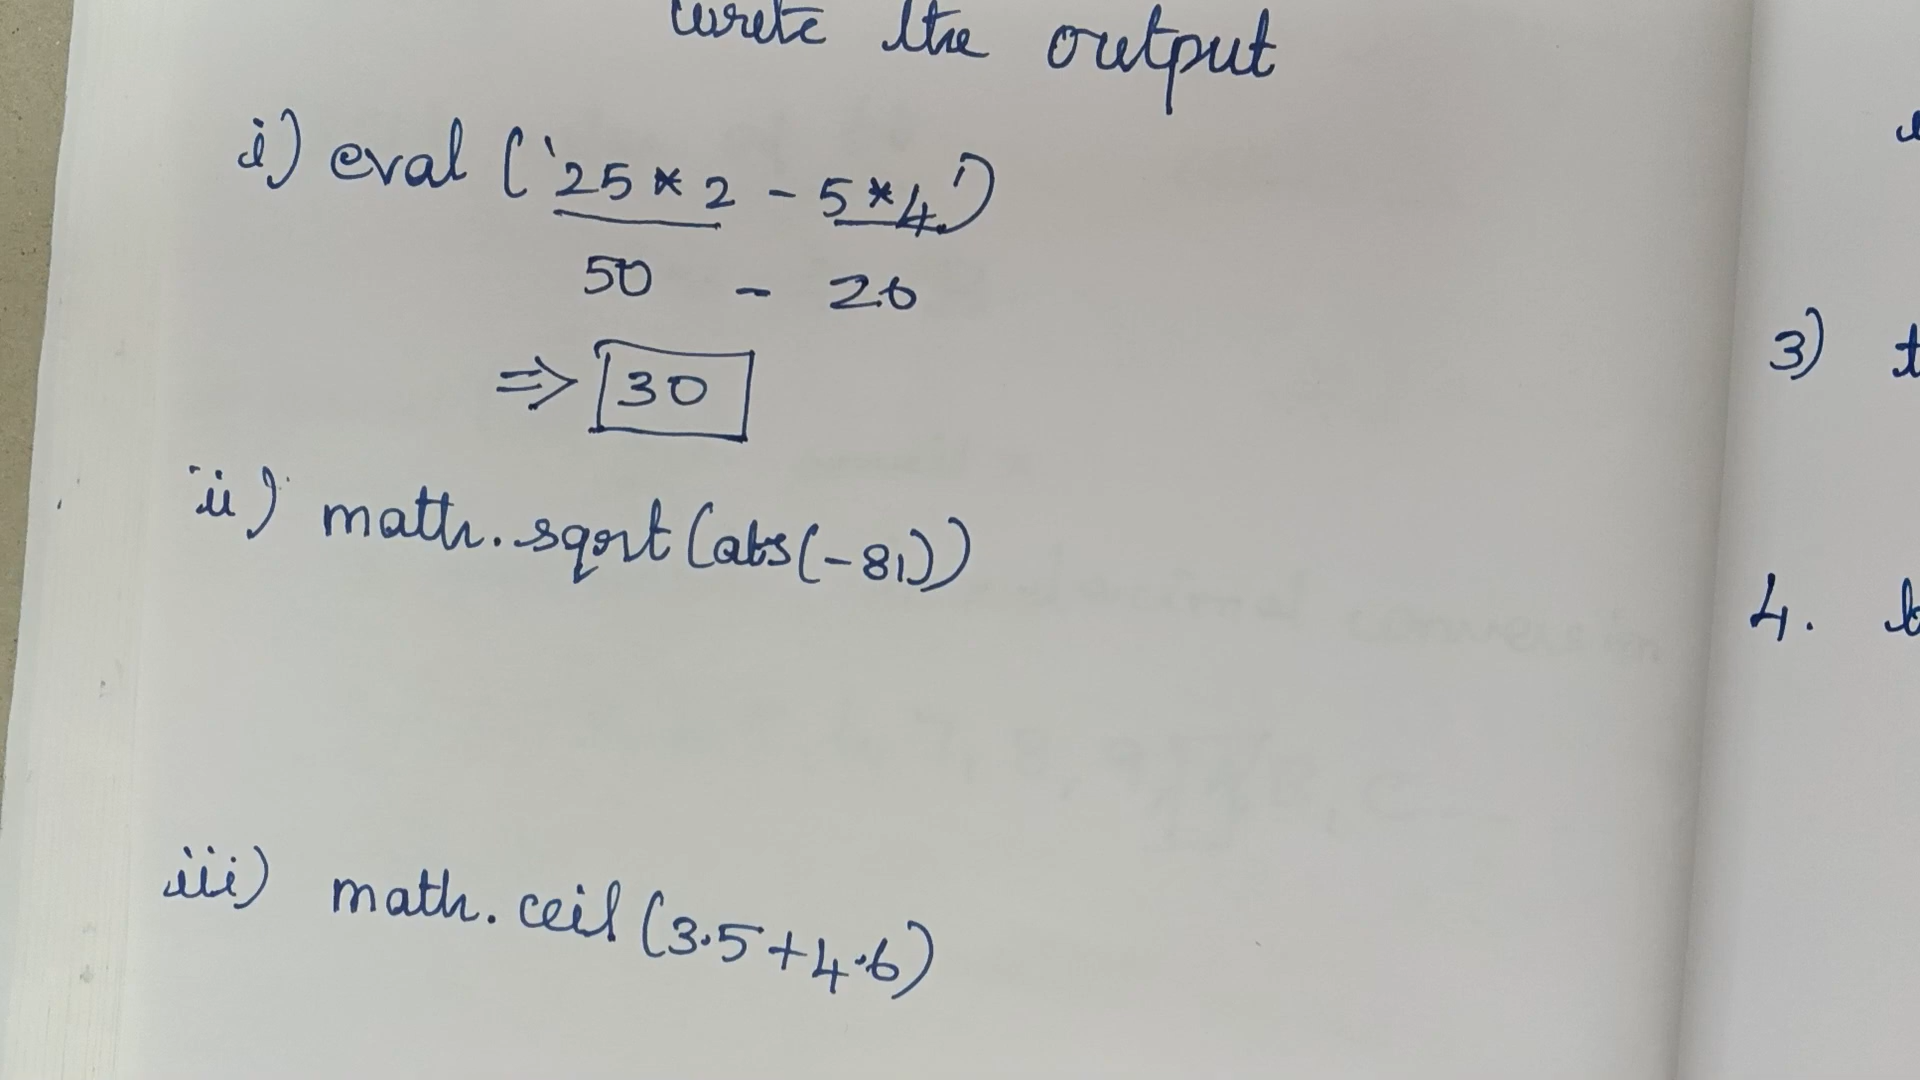 write the output
i) eval ('25 * 2 - 5 * 4')
50 - 20
⇒ 30
ii) math.sqrt(abs(-81))
iii) math.ceil(3.5+4.6)
3) t
4.